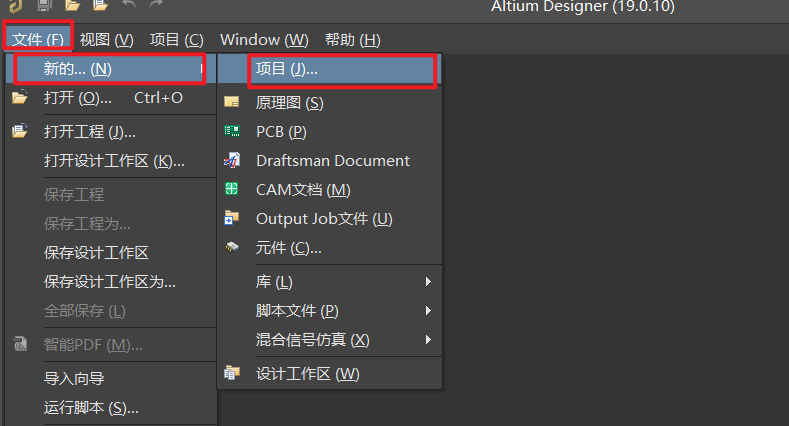 Altium Designer (19.0.10)
文件 (F) 视图 (V) 项目 (C) Window (W) 帮助 (H)
新的... (N)
打开 (O)... Ctrl+O
打开工程 (J)...
打开设计工作区 (K)...
保存工程
保存工程为...
保存设计工作区
保存设计工作区为...
全部保存 (L)
智能PDF (M)...
导入向导
运行脚本 (S)...
项目 (J)...
原理图 (S)
PCB (P)
Draftsman Document
CAM文档 (M)
Output Job文件 (U)
元件 (C)...
库 (L)
脚本文件 (P)
混合信号仿真 (X)
设计工作区 (W)